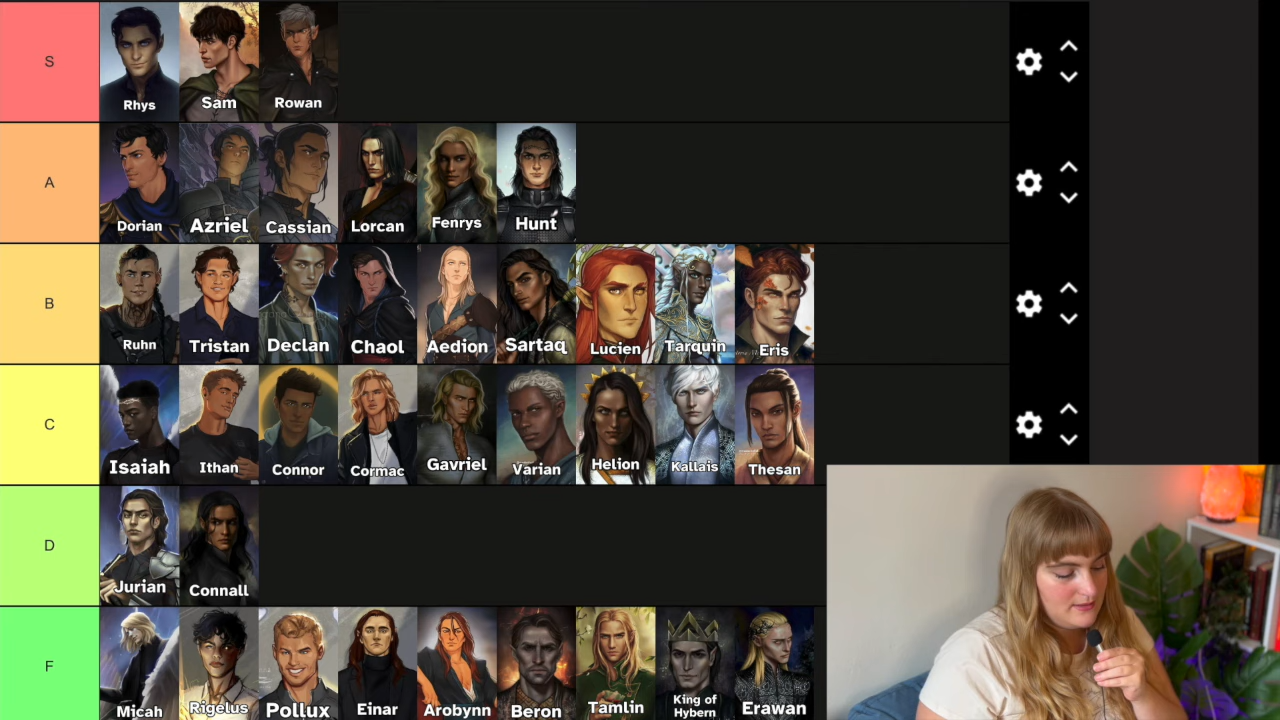 S
Rhys
Sam
Rowan
A
Dorian
Azriel
Cassian
Lorcan
Fenrys
Hunt
B
Ruhn
Tristan
Declan
Chaol
Aedion
Sartaq
Lucien
Tarquin
Eris
C
Isaiah
Ithan
Connor
Cormac
Gavriel
Varian
Helion
Kallais
Thesan
D
Jurian
Connall
F
Micah
Rigelus
Pollux
Einar
Arobynn
Beron
Tamlin
King of
Hybern
Erawan